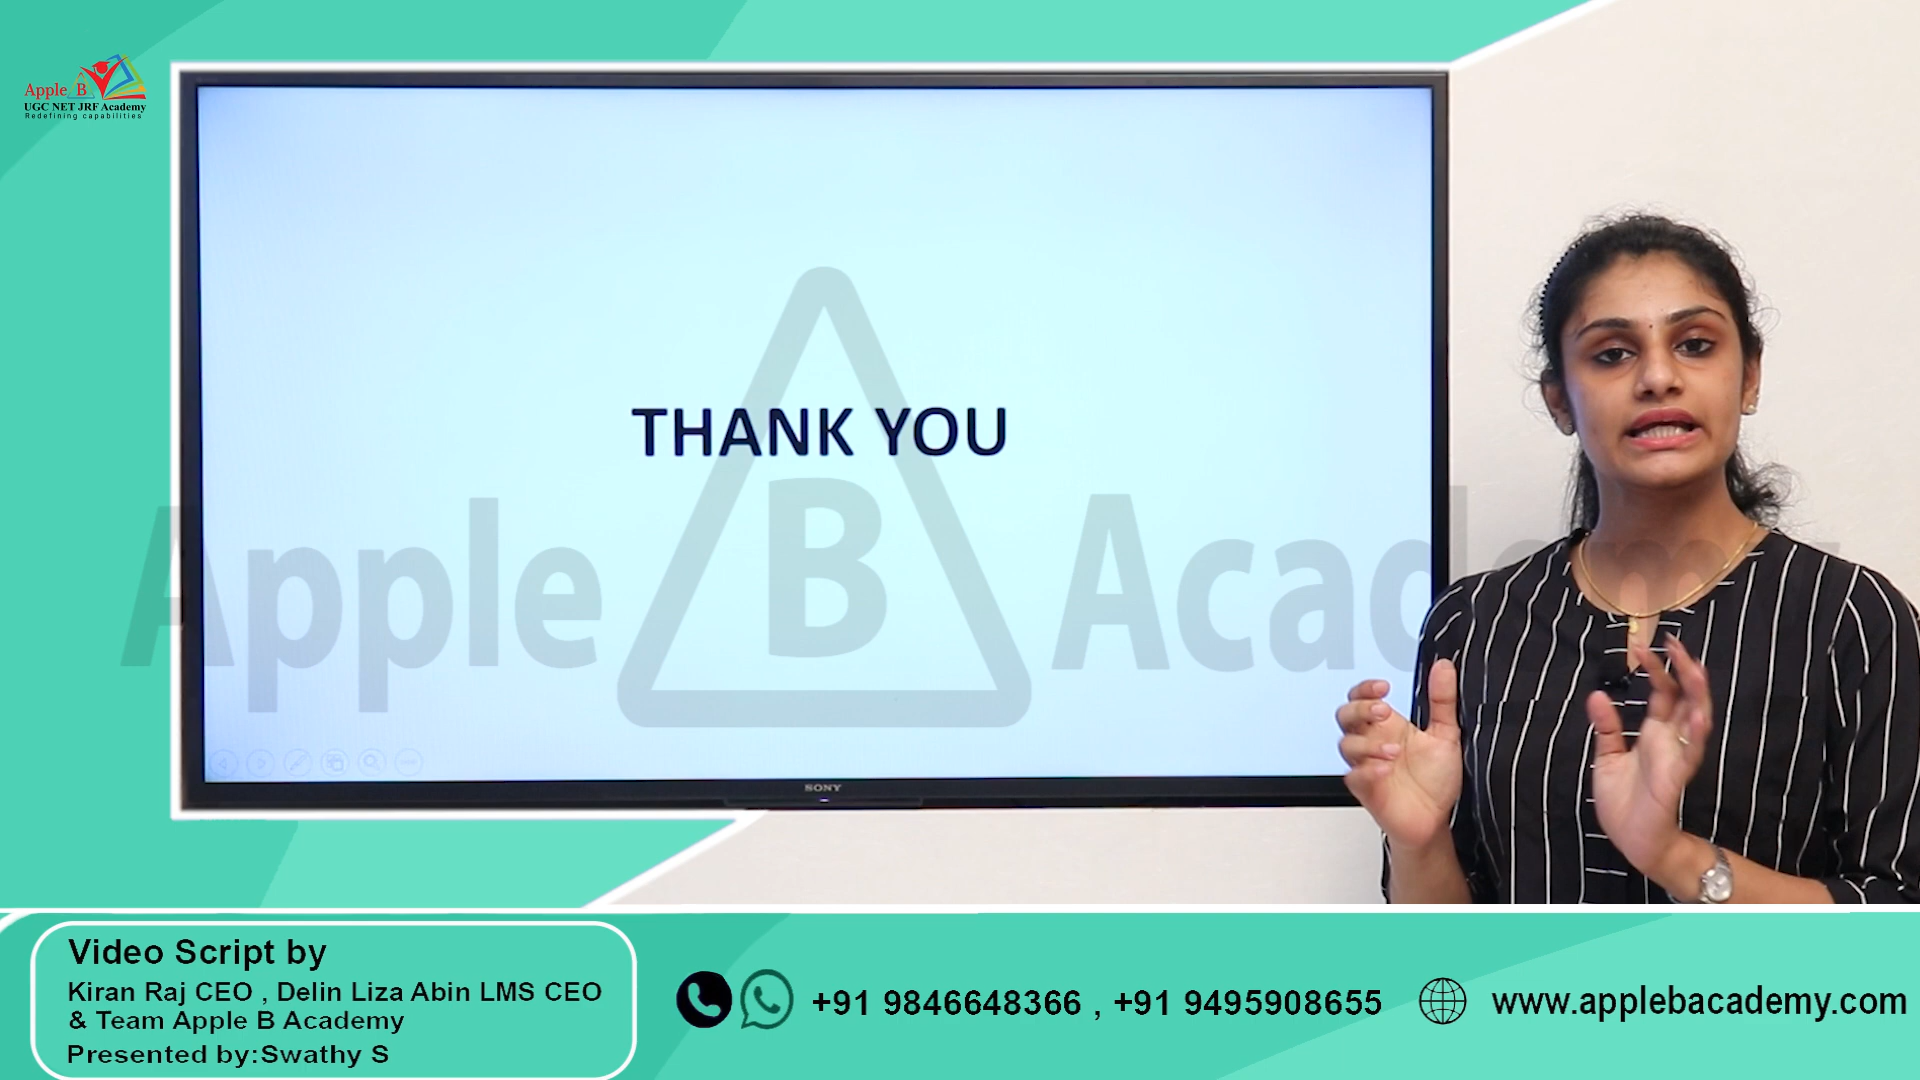 Apple B
UGC NET JRF Academy
Redefining capabilities
THANK YOU
Apple B Academy
SONY
Video Script by
Kiran Raj CEO , Delin Liza Abin LMS CEO
& Team Apple B Academy
Presented by:Swathy S
+91 9846648366 , +91 9495908655
www.applebacademy.com